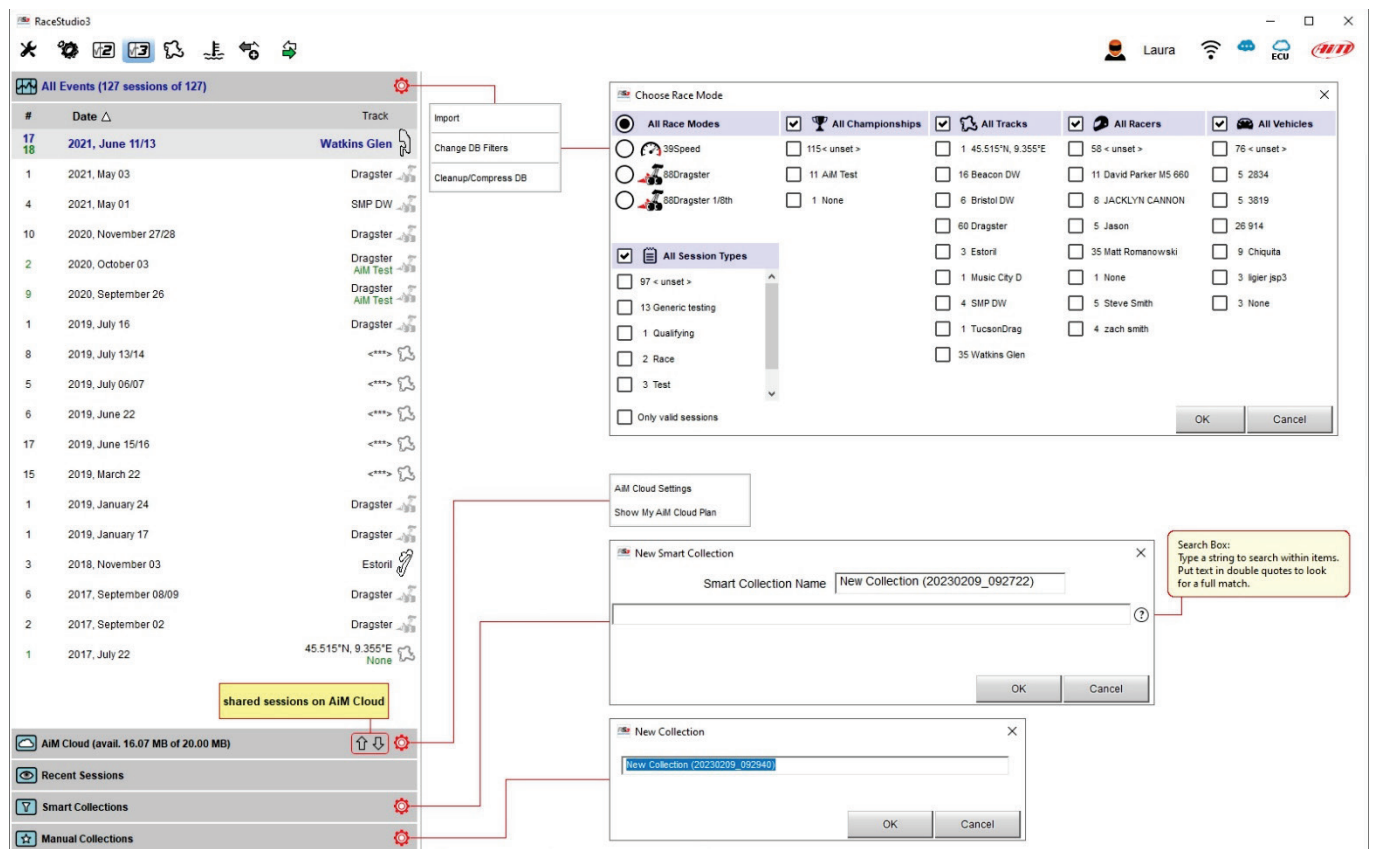 RaceStudio3
Laura
ECU
AiM
All Events (127 sessions of 127)
# Date △ Track
17
18
2021, June 11/13 Watkins Glen
1 2021, May 03 Dragster
4 2021, May 01 SMP DW
10 2020, November 27/28 Dragster
2 2020, October 03 Dragster
AiM Test
9 2020, September 26 Dragster
AiM Test
1 2019, July 16 Dragster
8 2019, July 13/14 <***>
5 2019, July 06/07 <***>
6 2019, June 22 <***>
17 2019, June 15/16 <***>
15 2019, March 22 <***>
1 2019, January 24 Dragster
1 2019, January 17 Dragster
3 2018, November 03 Estoril
6 2017, September 08/09 Dragster
2 2017, September 02 Dragster
1 2017, July 22 45.515°N, 9.355°E
None
shared sessions on AiM Cloud
AiM Cloud (avail. 16.07 MB of 20.00 MB)
Recent Sessions
Smart Collections
Manual Collections
Import
Change DB Filters
Cleanup/Compress DB
Choose Race Mode
All Race Modes
39Speed
88Dragster
88Dragster 1/8th
All Session Types
97 < unset >
13 Generic testing
1 Qualifying
2 Race
3 Test
Only valid sessions
All Championships
115< unset >
11 AiM Test
1 None
All Tracks
1 45.515°N, 9.355°E
16 Beacon DW
6 Bristol DW
60 Dragster
3 Estoril
1 Music City D
4 SMP DW
1 TucsonDrag
35 Watkins Glen
All Racers
58 < unset >
11 David Parker M5 660
8 JACKLYN CANNON
5 Jason
35 Matt Romanowski
1 None
5 Steve Smith
4 zach smith
All Vehicles
76 < unset >
5 2834
5 3819
26 914
9 Chiquita
3 ligier jsp3
3 None
OK Cancel
AiM Cloud Settings
Show My AiM Cloud Plan
New Smart Collection
Smart Collection Name New Collection (20230209_092722)
?
OK Cancel
Search Box:
Type a string to search within items.
Put text in double quotes to look
for a full match.
New Collection
New Collection (20230209_092940)
OK Cancel